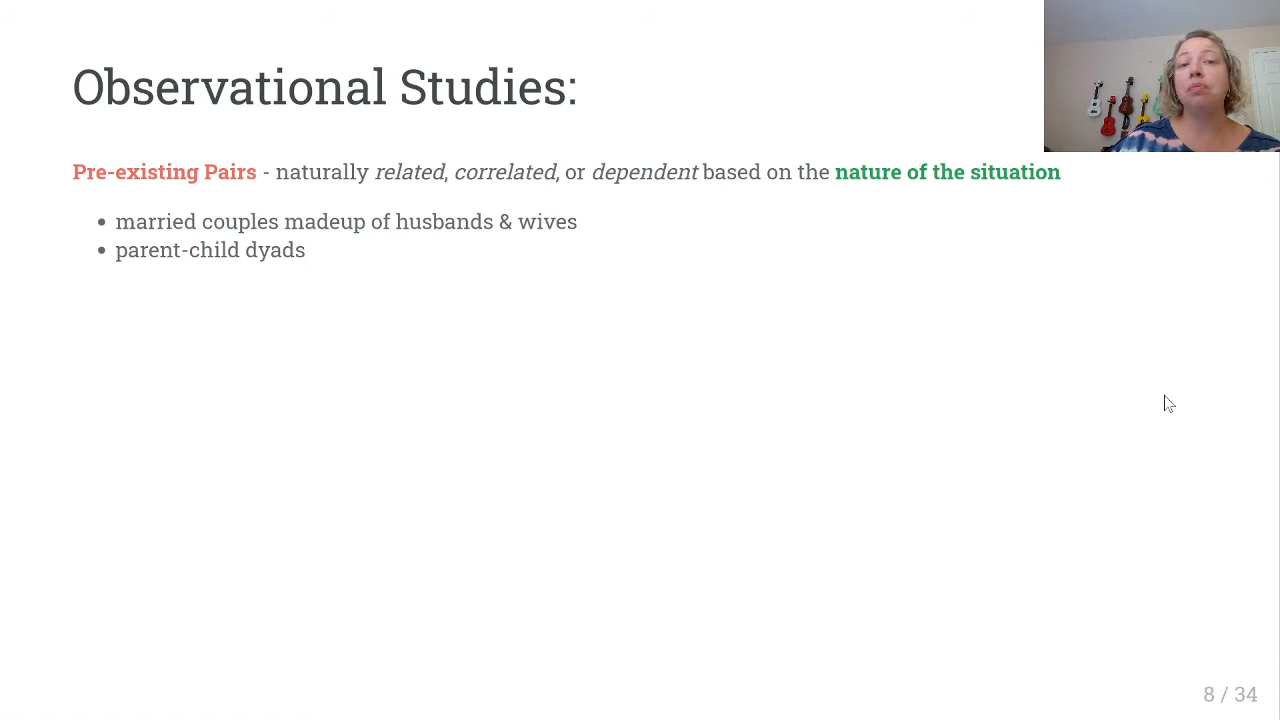 Observational Studies:
Pre-existing Pairs - naturally related, correlated, or dependent based on the nature of the situation
• married couples madeup of husbands & wives
• parent-child dyads
8 / 34